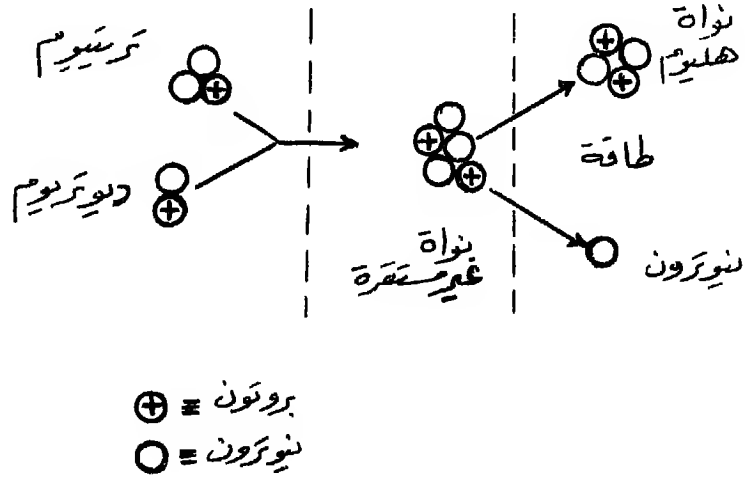 تريتيوم
ديوتريوم
نواة
غير مستقرة
نواة
هليوم
طاقة
نيوترون
⊕ ≡ بروتون
○ ≡ نيوترون